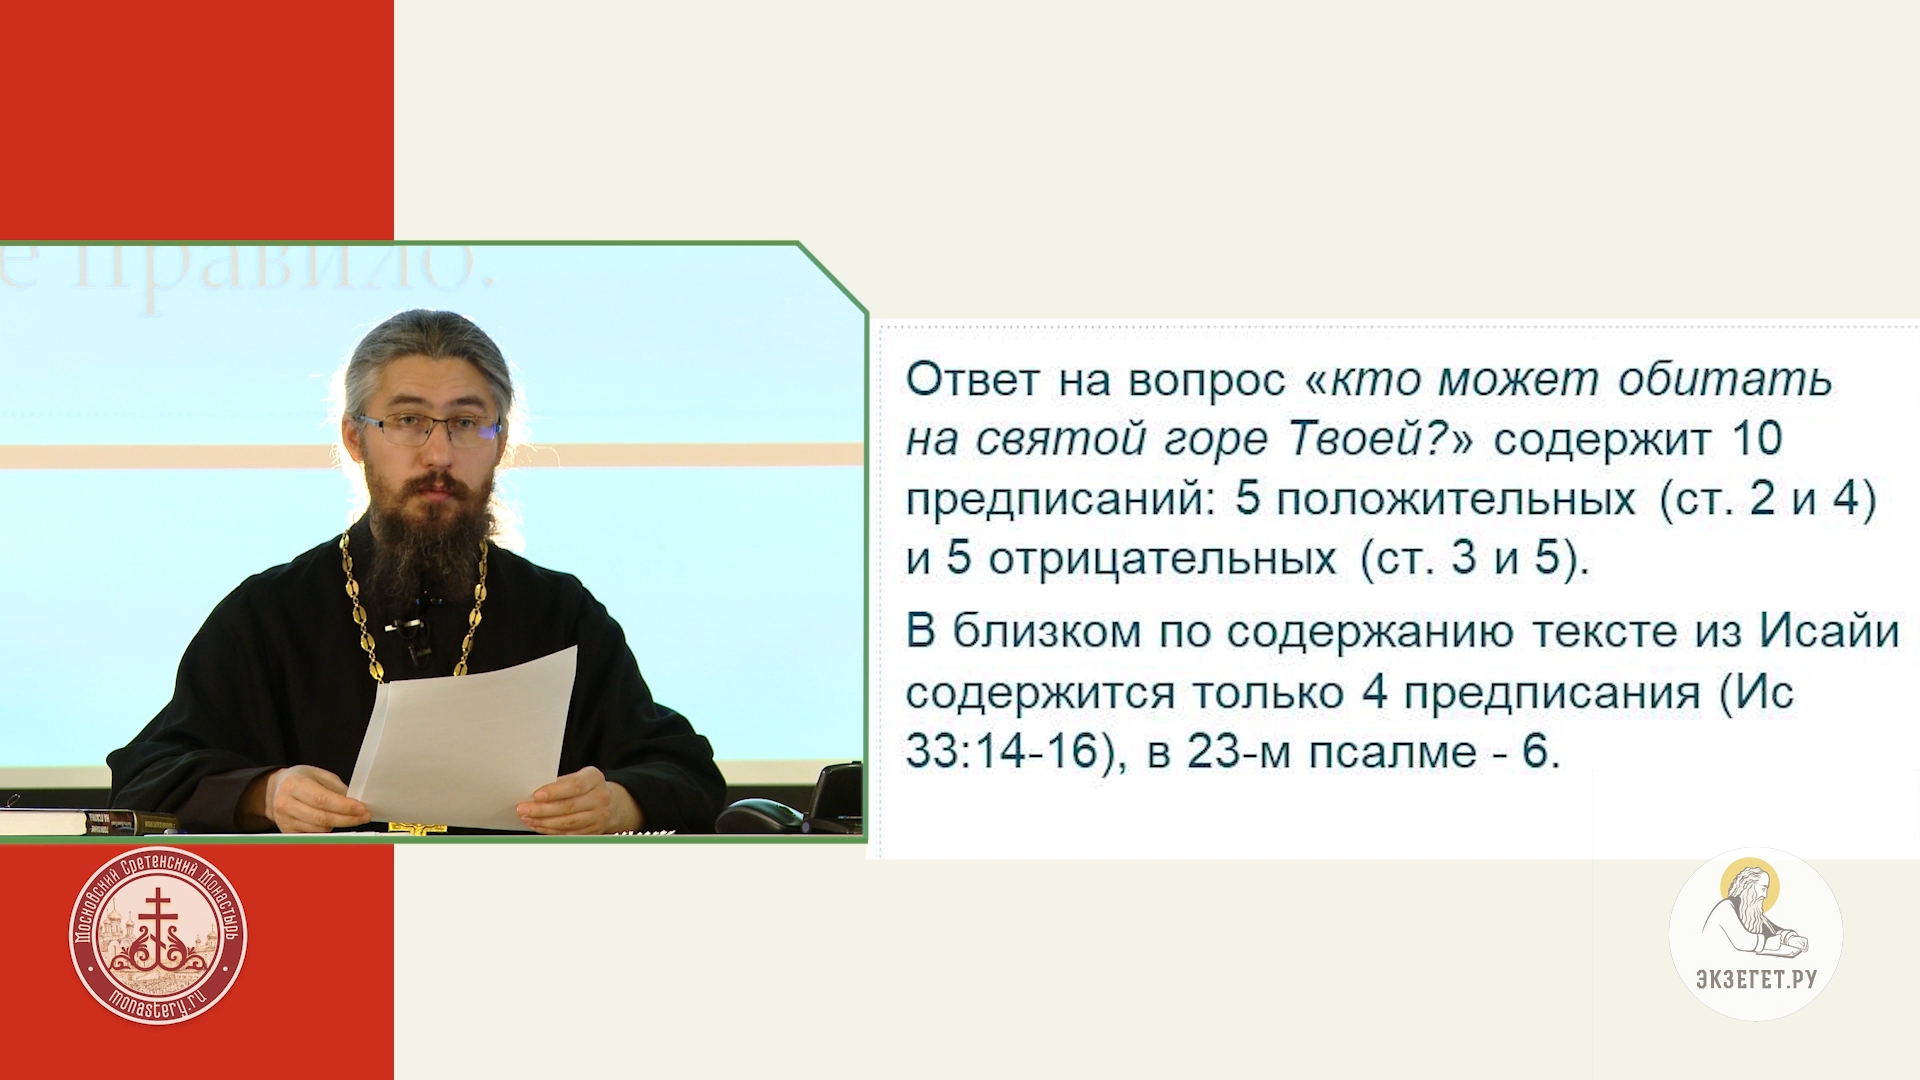 е правило.
Ответ на вопрос «кто может обитать
на святой горе Твоей?» содержит 10
предписаний: 5 положительных (ст. 2 и 4)
и 5 отрицательных (ст. 3 и 5).
В близком по содержанию тексте из Исайи
содержится только 4 предписания (Ис
33:14-16), в 23-м псалме - 6.
Московский Сретенский Монастырь
monastery.ru
ЭКЗЕГЕТ.РУ